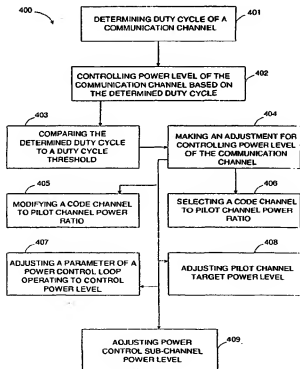 400
401
DETERMINING DUTY CYCLE OF A
COMMUNICATION CHANNEL
402
CONTROLLING POWER LEVEL OF THE
COMMUNICATION CHANNEL BASED ON
THE DETERMINED DUTY CYCLE
403
COMPARING THE
DETERMINED DUTY CYCLE
TO A DUTY CYCLE
THRESHOLD
404
MAKING AN ADJUSTMENT FOR
CONTROLLING POWER LEVEL
OF THE COMMUNICATION
CHANNEL
405
MODIFYING A CODE CHANNEL
TO PILOT CHANNEL POWER
RATIO
406
SELECTING A CODE CHANNEL
TO PILOT CHANNEL POWER
RATIO
407
ADJUSTING A PARAMETER OF A
POWER CONTROL LOOP
OPERATING TO CONTROL
POWER LEVEL
408
ADJUSTING PILOT CHANNEL
TARGET POWER LEVEL
409
ADJUSTING POWER
CONTROL SUB-CHANNEL
POWER LEVEL